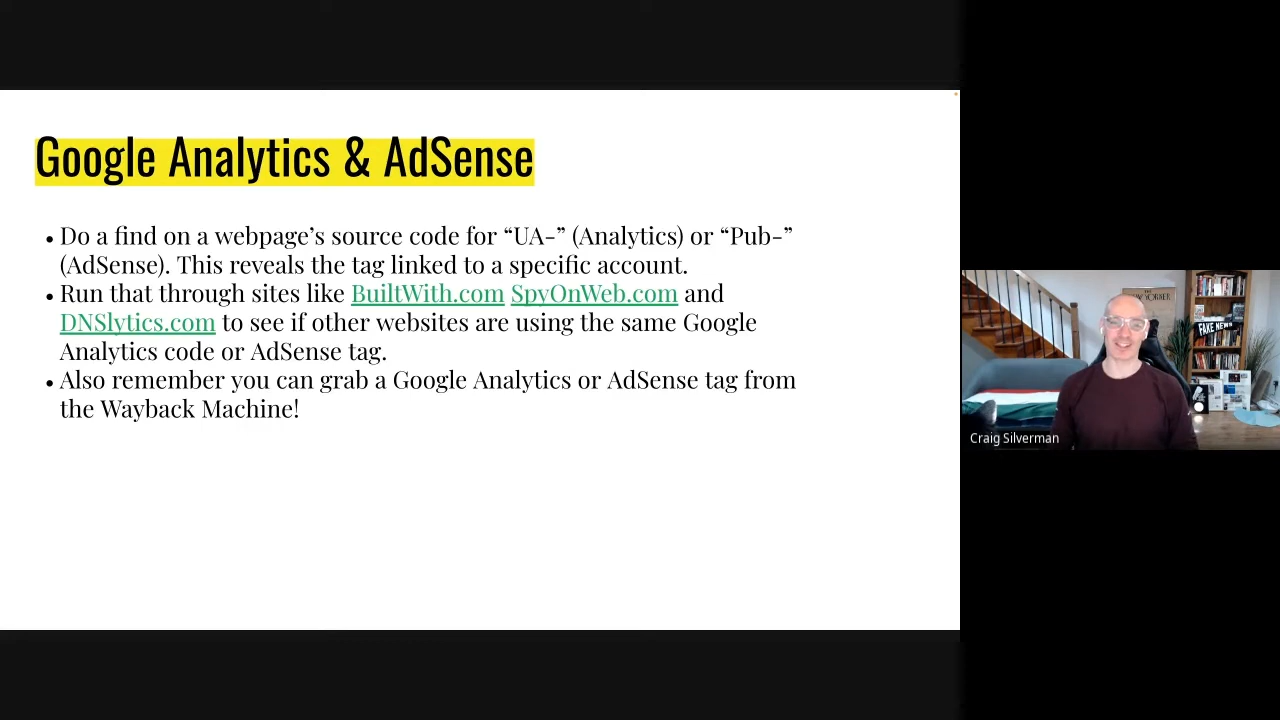 Google Analytics & AdSense
• Do a find on a webpage’s source code for “UA-” (Analytics) or “Pub-”
(AdSense). This reveals the tag linked to a specific account.
• Run that through sites like BuiltWith.com SpyOnWeb.com and
DNSlytics.com to see if other websites are using the same Google
Analytics code or AdSense tag.
• Also remember you can grab a Google Analytics or AdSense tag from
the Wayback Machine!
FAKE NEWS
Craig Silverman